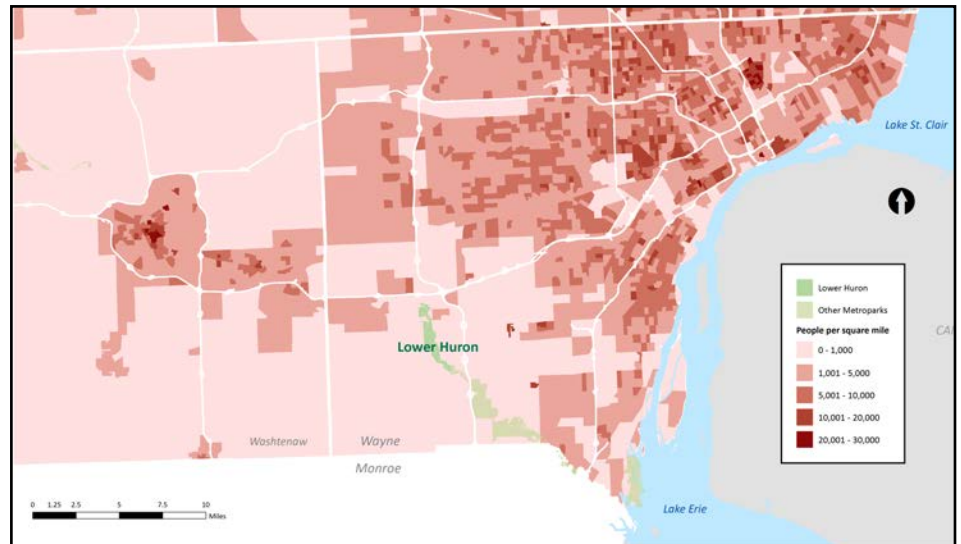 Lake St. Clair
Lower Huron
Other Metroparks
People per square mile
0 - 1,000
1,001 - 5,000
5,001 - 10,000
10,001 - 20,000
20,001 - 30,000
CA
Lower Huron
Washtenaw
Wayne
Monroe
0 1.25 2.5 5 7.5 10
Miles
Lake Erie